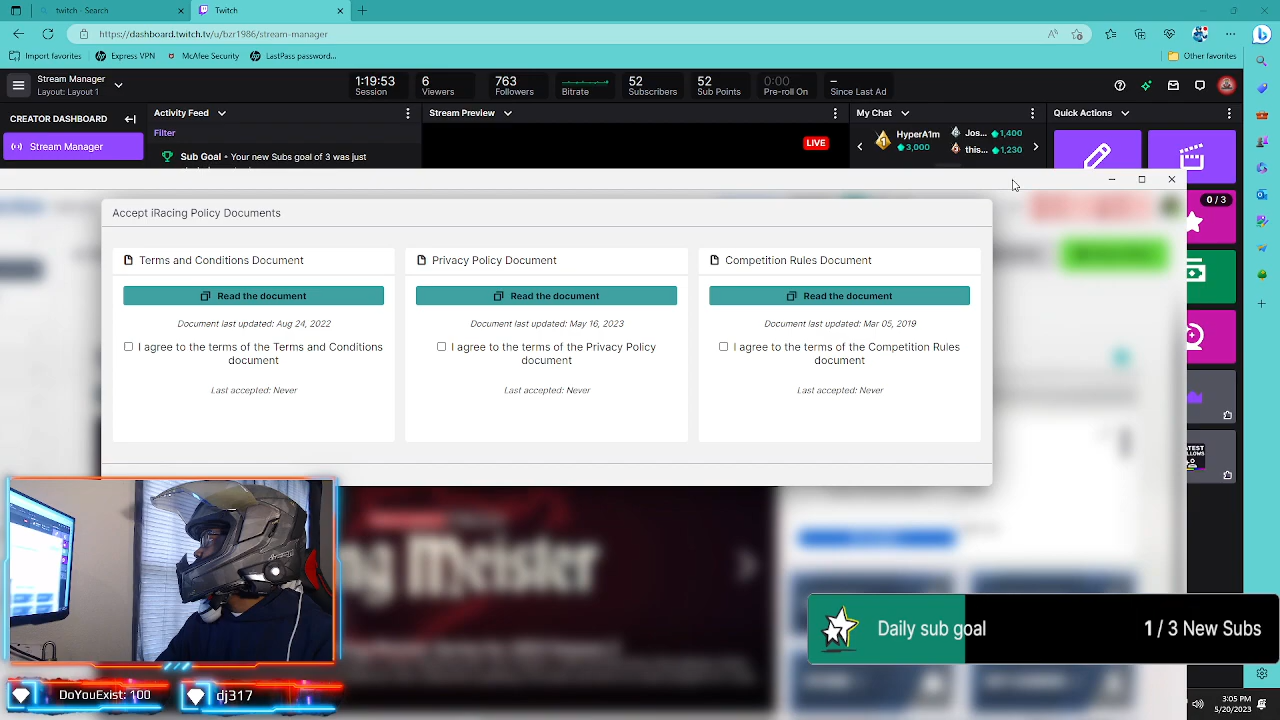 twitch - Search
Twitch
https://dashboard.twitch.tv/u/bzr1986/stream-manager
Import favorites
Express VPN
McAfee Security
LastPass password...
Other favorites
Stream Manager
Layout: Layout 1
1:19:53
Session
6
Viewers
763
Followers
Bitrate
52
Subscribers
52
Sub Points
0:00
Pre-roll On
–
Since Last Ad
CREATOR DASHBOARD
Activity Feed
Stream Preview
My Chat
Quick Actions
Stream Manager
Filter
Sub Goal • Your new Subs goal of 3 was just
LIVE
1
HyperA1m
3,000
Jos...
1,400
this...
1,230
0 / 3
Accept iRacing Policy Documents
Terms and Conditions Document
Read the document
Document last updated: Aug 24, 2022
I agree to the terms of the Terms and Conditions
document
Last accepted: Never
Privacy Policy Document
Read the document
Document last updated: May 16, 2023
I agree to the terms of the Privacy Policy
document
Last accepted: Never
Competition Rules Document
Read the document
Document last updated: Mar 05, 2019
I agree to the terms of the Competition Rules
document
Last accepted: Never
Daily sub goal
1 / 3 New Subs
DoYouExist: 100
dj317
3:05 PM
5/20/2023